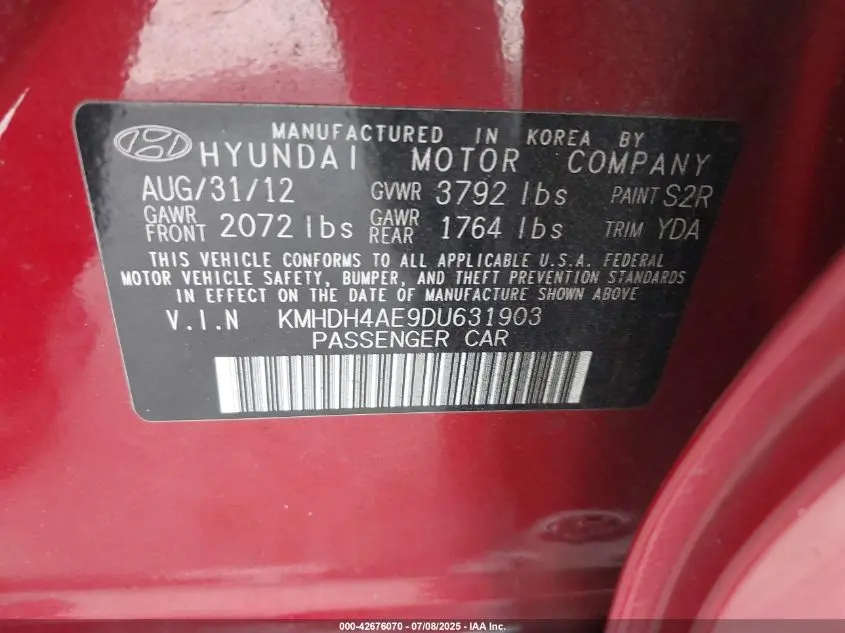 MANUFACTURED IN KOREA BY
HYUNDAI MOTOR COMPANY
AUG/31/12 GVWR 3792 lbs PAINT S2R
GAWR FRONT 2072 lbs GAWR REAR 1764 lbs TRIM YDA
THIS VEHICLE CONFORMS TO ALL APPLICABLE U.S.A. FEDERAL
MOTOR VEHICLE SAFETY, BUMPER, AND THEFT PREVENTION STANDARDS
IN EFFECT ON THE DATE OF MANUFACTURE SHOWN ABOVE
V.I.N KMHDH4AE9DU631903
PASSENGER CAR
000-42676070 - 07/08/2025 - IAA Inc.